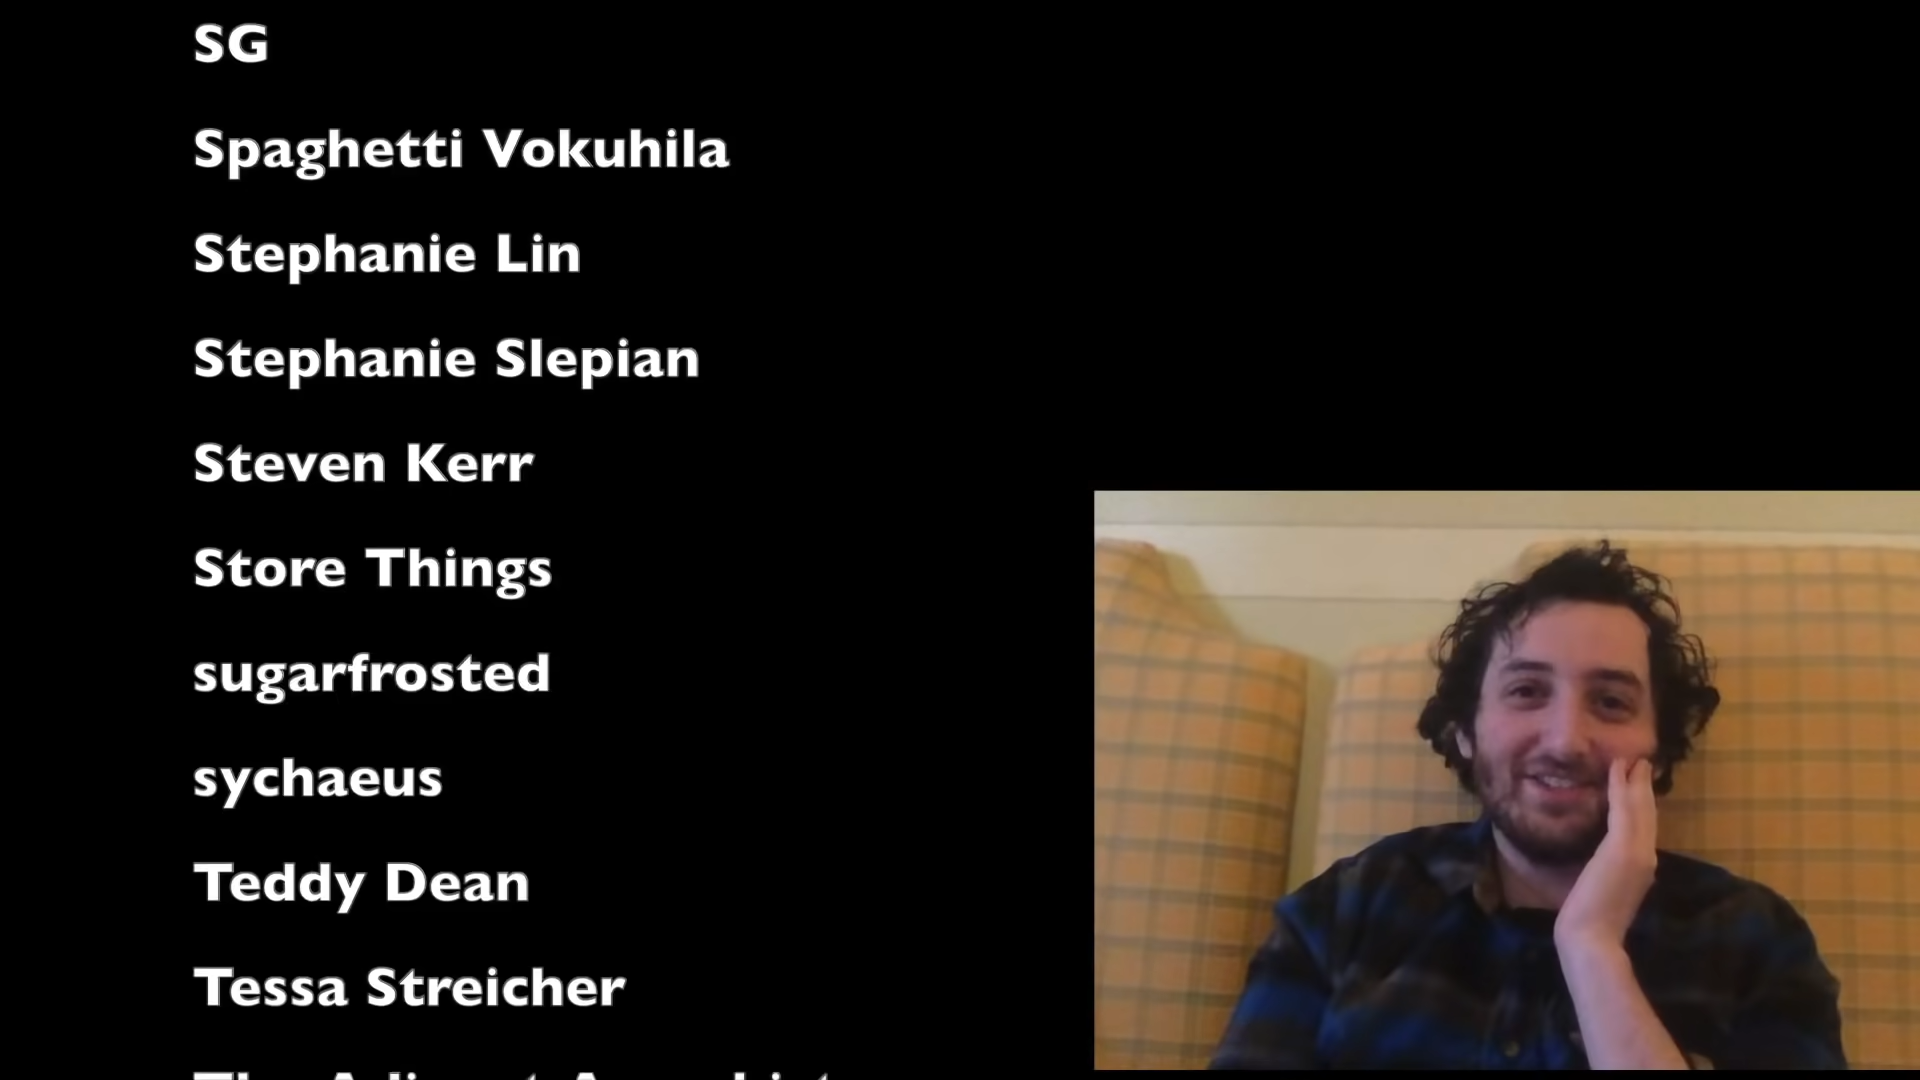 SG
Spaghetti Vokuhila
Stephanie Lin
Stephanie Slepian
Steven Kerr
Store Things
sugarfrosted
sychaeus
Teddy Dean
Tessa Streicher